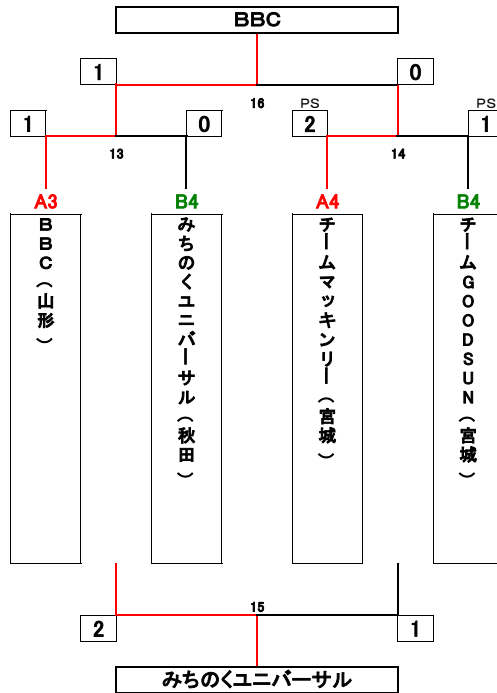 BBC
1
0
16
PS
PS
1
0
2
1
13
14
A3
B4
A4
B4
BBC(山形)
みちのくユニバーサル(秋田)
チームマッキンリー(宮城)
チームGOODSUN(宮城)
15
2
1
みちのくユニバーサル